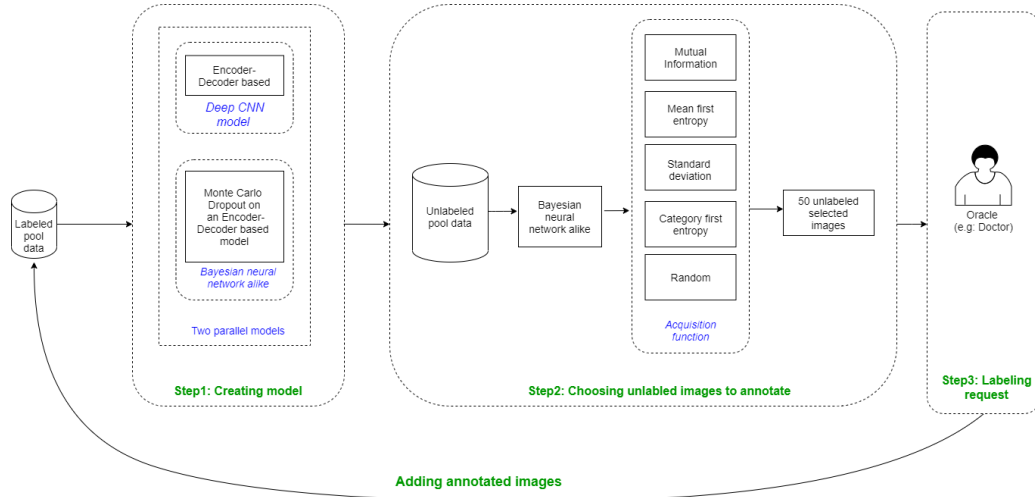 Labeled
pool
data
Encoder-
Decoder based
Deep CNN
model
Monte Carlo
Dropout on
an Encoder-
Decoder based
model
Bayesian neural
network alike
Two parallel models
Step1: Creating model
Unlabeled
pool data
Bayesian
neural
network alike
Mutual
Information
Mean first
entropy
Standard
deviation
Category first
entropy
Random
Acquisition
function
50 unlabeled
selected
images
Step2: Choosing unlabled images to annotate
Oracle
(e.g: Doctor)
Step3: Labeling
request
Adding annotated images